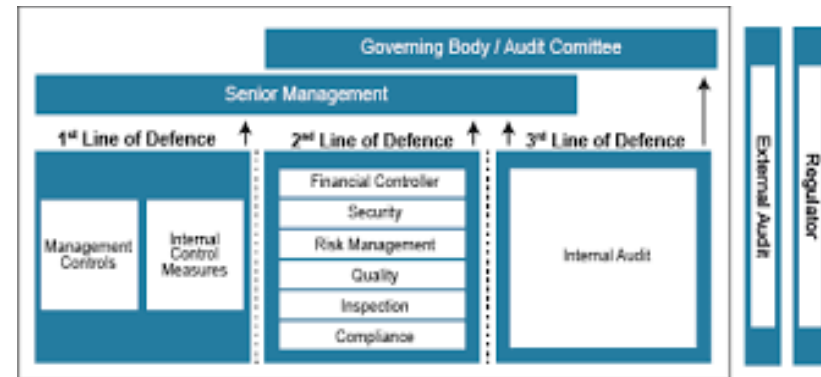 Governing Body / Audit Comittee
Senior Management
1st Line of Defence
2nd Line of Defence
3rd Line of Defence
Management
Controls
Internal
Control
Measures
Financial Controller
Security
Risk Management
Quality
Inspection
Compliance
Internal Audit
External Audit
Regulator